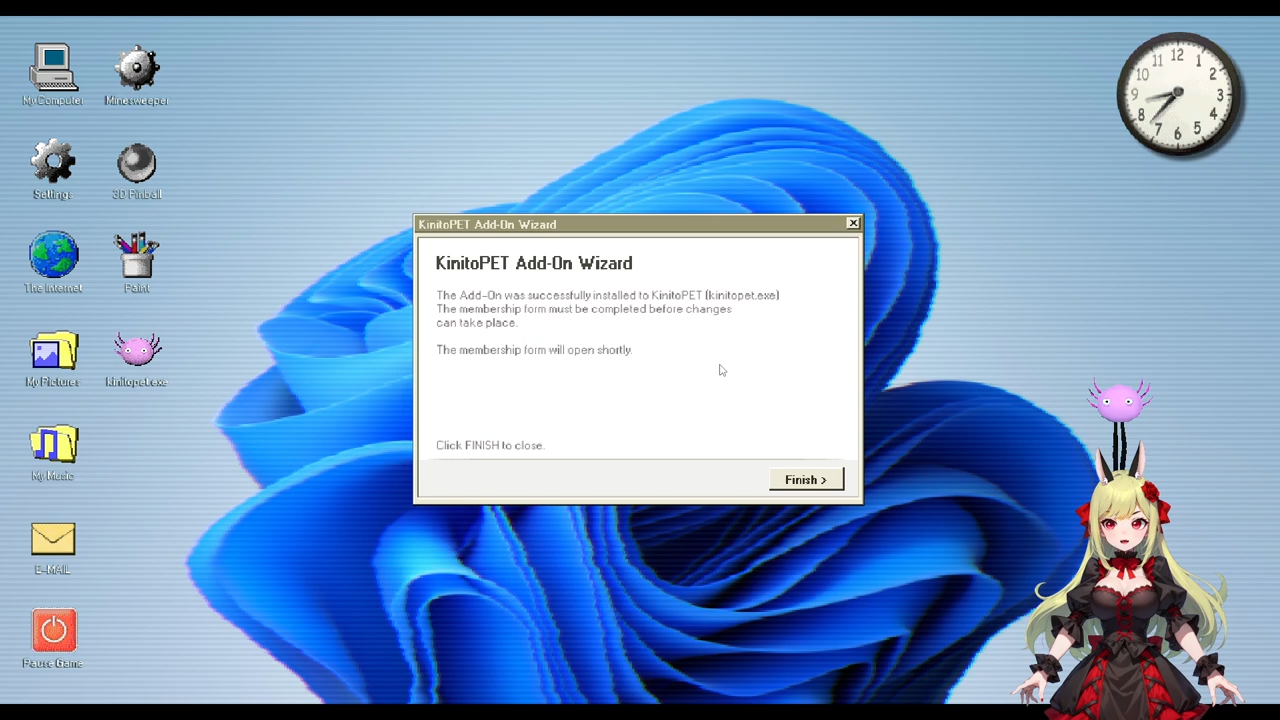 My Computer
Minesweeper
Settings
3D Pinball
The Internet
Paint
My Pictures
kinitopet.exe
My Music
E-MAIL
Pause Game
KinitoPET Add-On Wizard
KinitoPET Add-On Wizard
The Add-On was successfully installed to KinitoPET (kinitopet.exe)
The membership form must be completed before changes
can take place.
The membership form will open shortly.
Click FINISH to close.
Finish >
12
1
2
3
4
5
6
7
8
9
10
11